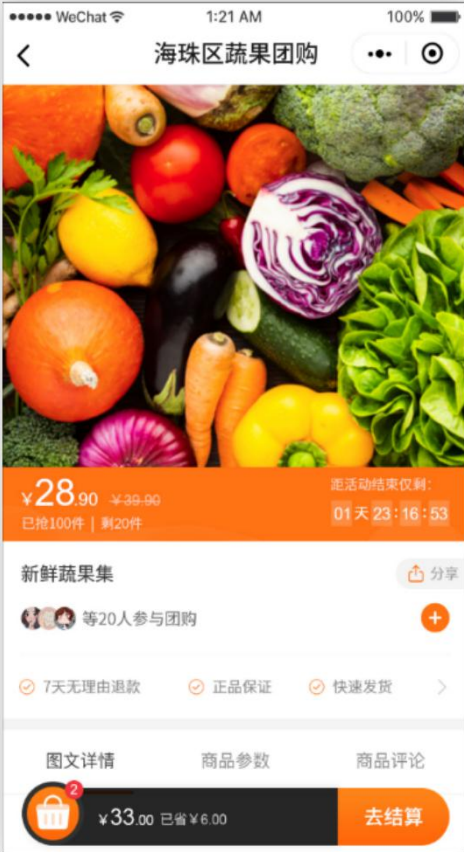 WeChat 1:21 AM 100%
海珠区蔬果团购
¥28.90 ¥39.90
距活动结束仅剩:
已抢100件 | 剩20件
01天23:16:53
新鲜蔬果集
分享
等20人参与团购
7天无理由退款 正品保证 快速发货
图文详情 商品参数 商品评论
2
¥33.00 已省¥6.00
去结算